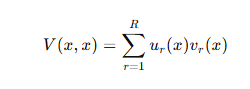 V(x, x) = \sum_{r=1}^{R} u_r(x)v_r(x)